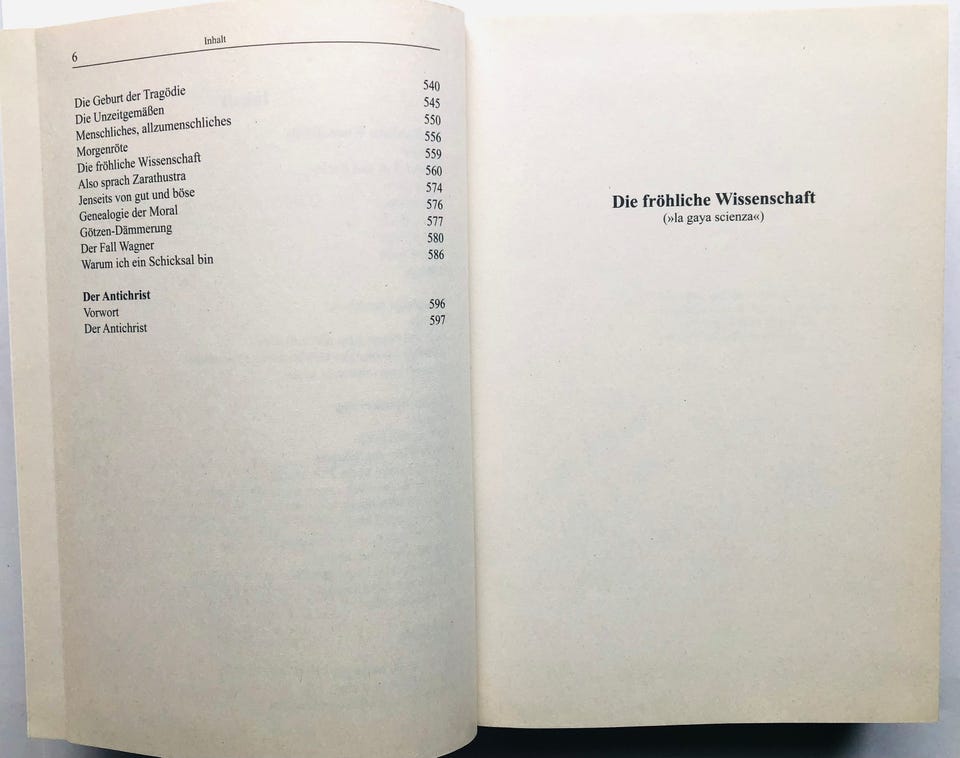 6
Inhalt
Die Geburt der Tragödie 540
Die Unzeitgemäßen 545
Menschliches, allzumenschliches 550
Morgenröte 556
Die fröhliche Wissenschaft 559
Also sprach Zarathustra 560
Jenseits von gut und böse 574
Genealogie der Moral 576
Götzen-Dämmerung 577
Der Fall Wagner 580
Warum ich ein Schicksal bin 586
Der Antichrist
Vorwort 596
Der Antichrist 597
Die fröhliche Wissenschaft
(»la gaya scienza«)